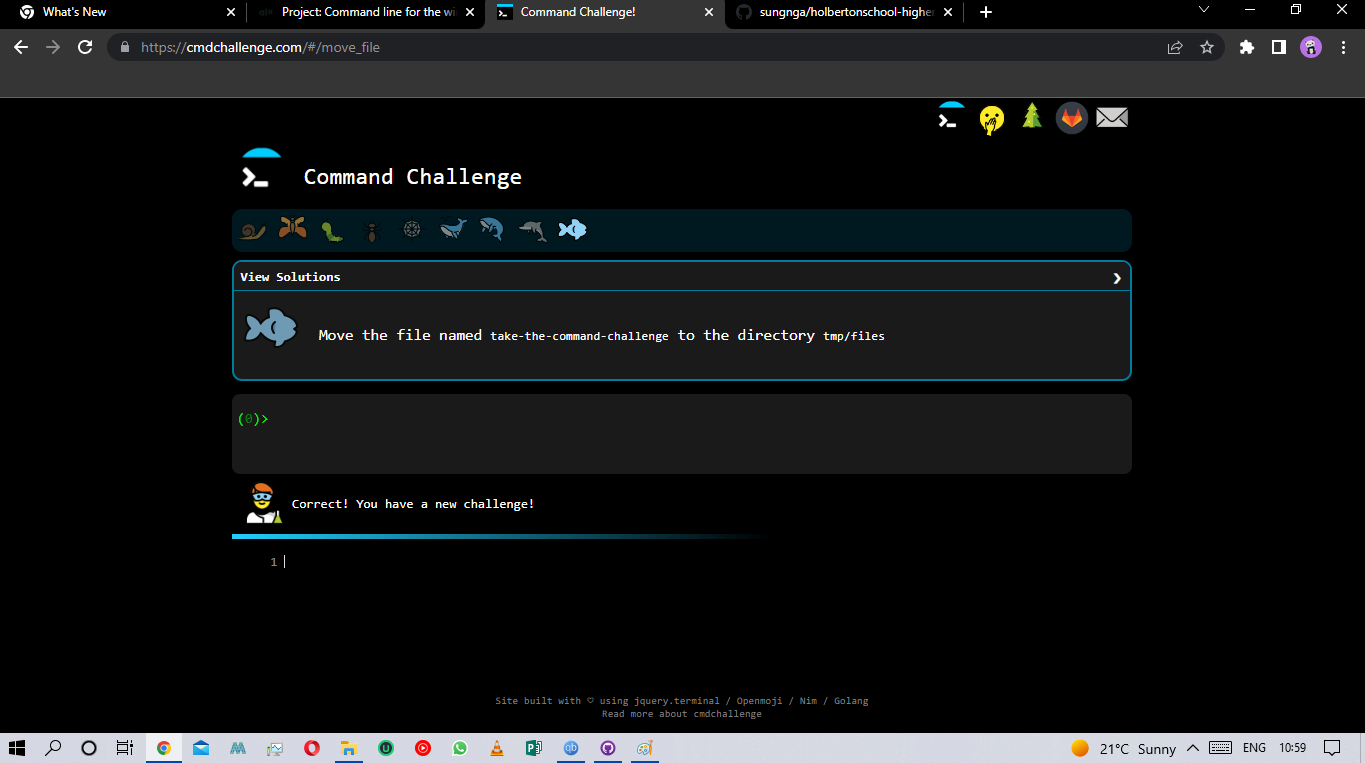 What's New
Project: Command line for the wi
Command Challenge!
sungnga/holbertonschool-higher
https://cmdchallenge.com/#/move_file
Command Challenge
View Solutions
Move the file named take-the-command-challenge to the directory tmp/files
(0)>
Correct! You have a new challenge!
1
Site built with ♡ using jquery.terminal / Openmoji / Nim / Golang
Read more about cmdchallenge
21°C Sunny
ENG
10:59